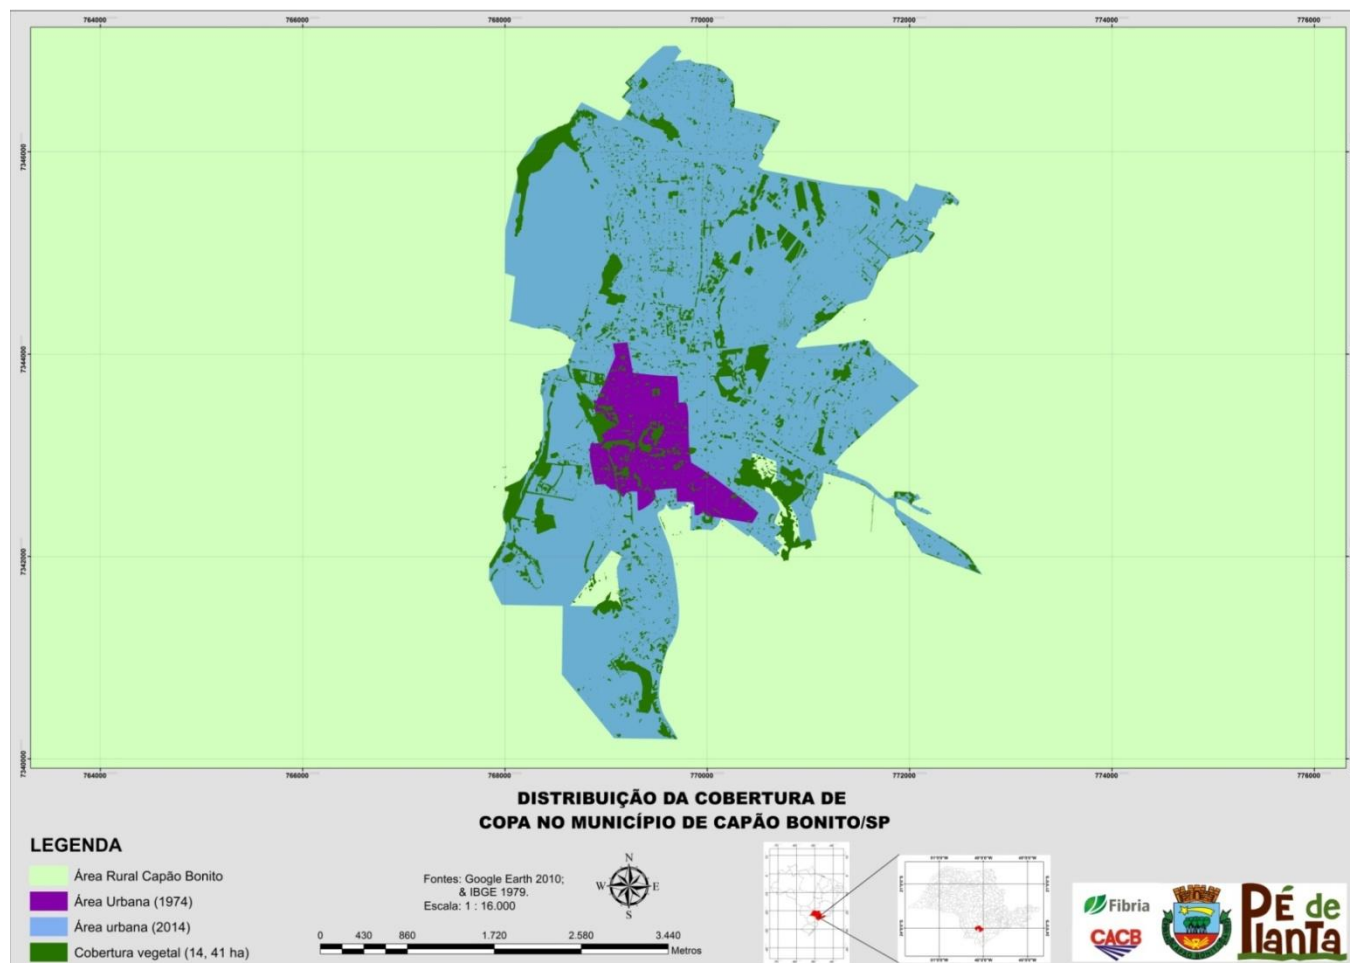 764000 766000 768000 770000 772000 774000 776000
7346000
7344000
7342000
7340000
764000 766000 768000 770000 772000 774000 776000
DISTRIBUIÇÃO DA COBERTURA DE
COPA NO MUNICÍPIO DE CAPÃO BONITO/SP
LEGENDA
Área Rural Capão Bonito
Área Urbana (1974)
Área urbana (2014)
Cobertura vegetal (14, 41 ha)
Fontes: Google Earth 2010;
& IBGE 1979.
Escala: 1 : 16.000
N
W E
S
0 430 860 1.720 2.580 3.440
Metros
Fibria
CACB
PÉ de
PlanTa